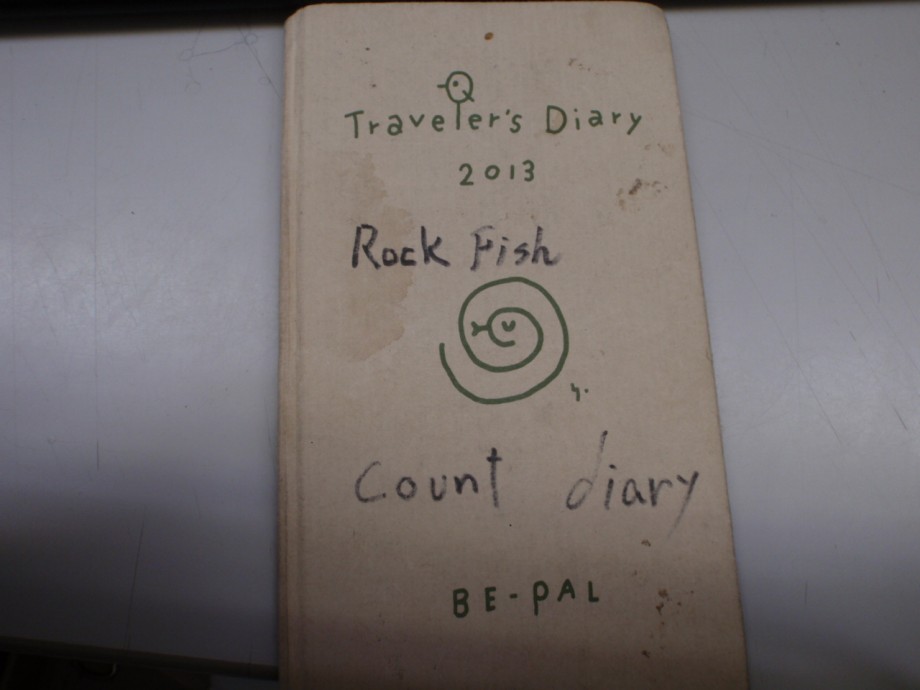 Traveler's Diary
2013
Rock Fish
y.
Count diary
BE-PAL